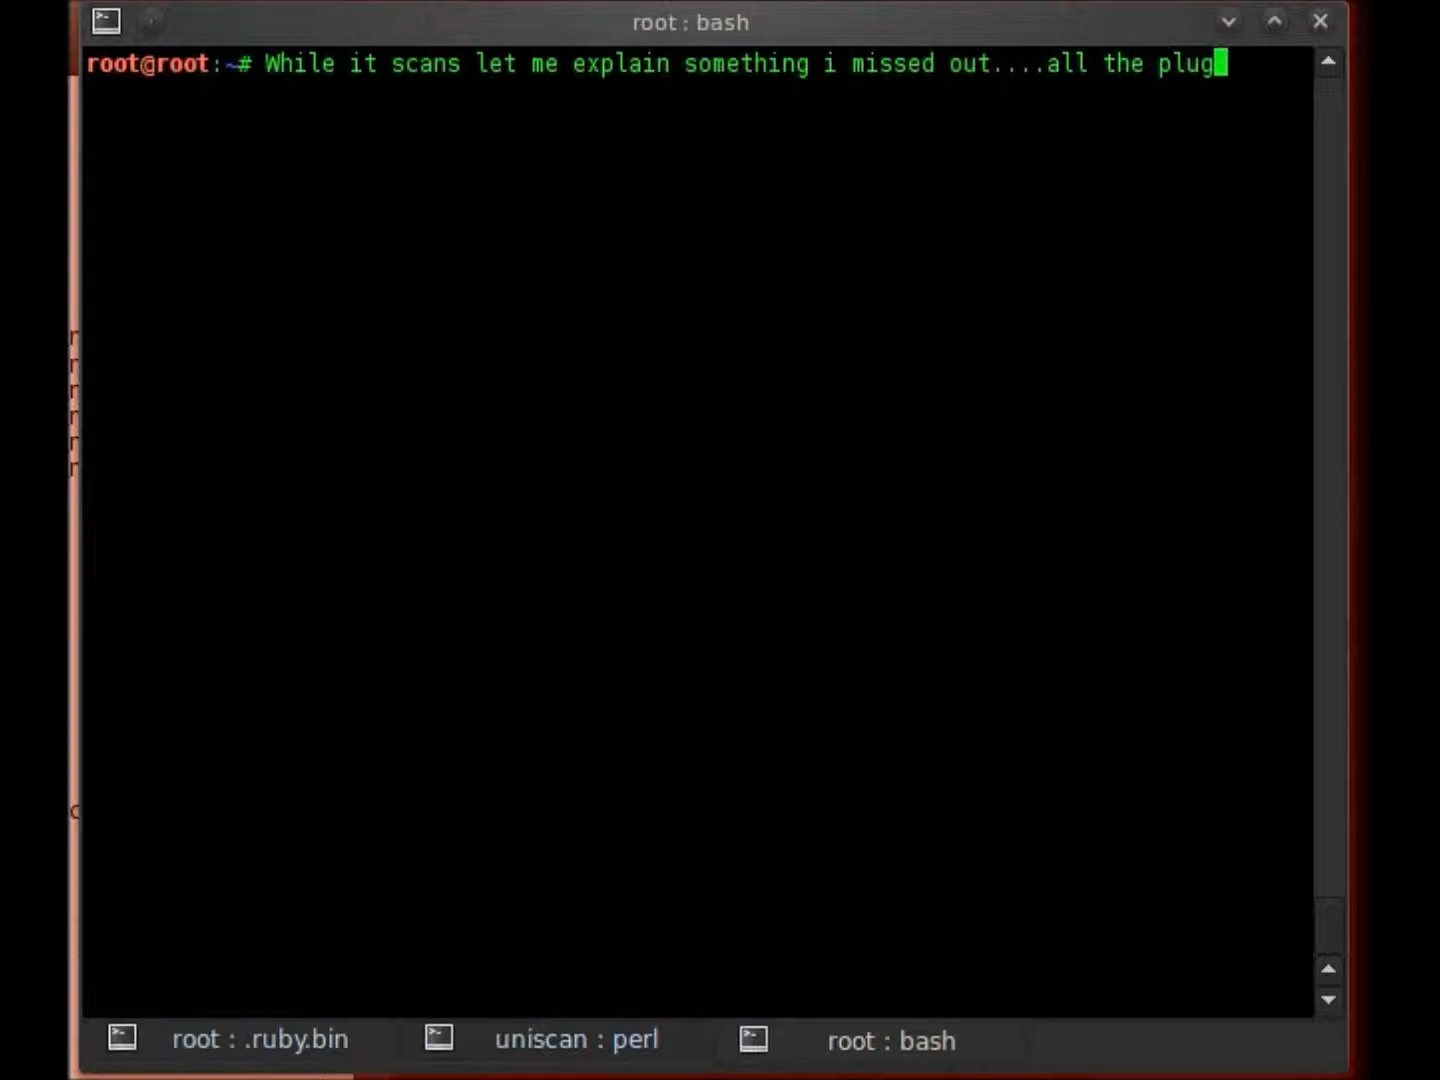 root : bash
root@root:~# While it scans let me explain something i missed out....all the plug
root : .ruby.bin
uniscan : perl
root : bash